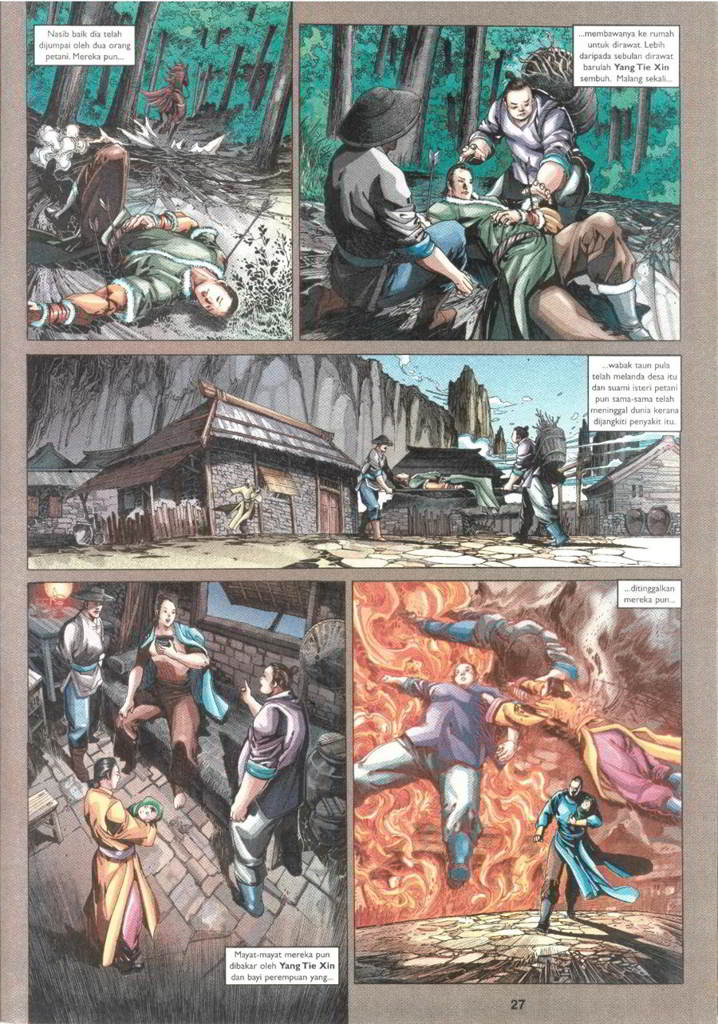 Nasib baik dia telah
dijumpai oleh dua orang
petani. Mereka pun...
...membawanya ke rumah
untuk dirawat. Lebih
daripada sebulan dirawat
barulah Yang Tie Xin
sembuh. Malang sekali...
...wabak taun pula
telah melanda desa itu
dan suami isteri petani
pun sama-sama telah
meninggal dunia kerana
dijangkiti penyakit itu.
Mayat-mayat mereka pun
dibakar oleh Yang Tie Xin
dan bayi perempuan yang...
...ditinggalkan
mereka pun...
27